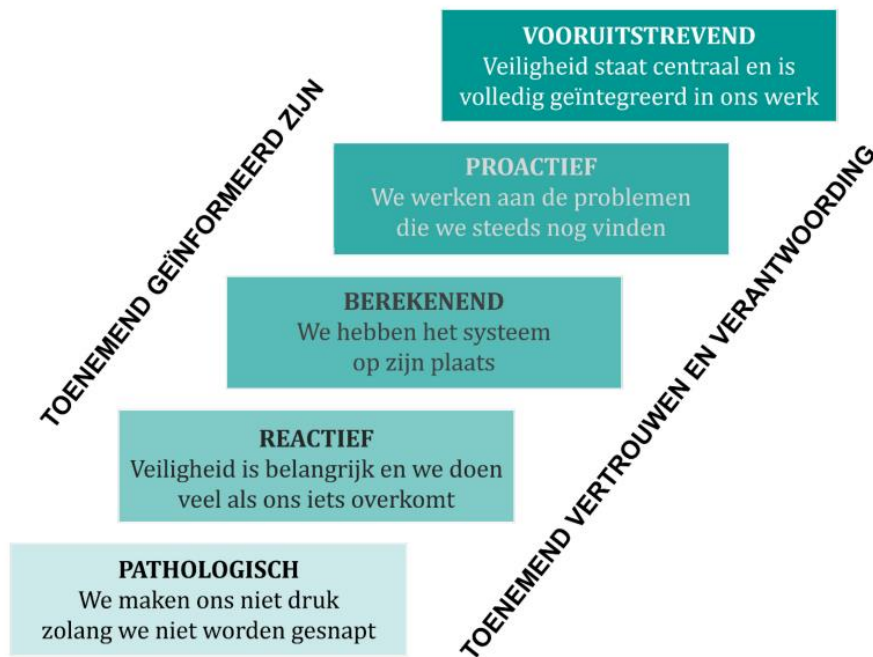 VOORUITSTREVEND
Veiligheid staat centraal en is
volledig geïntegreerd in ons werk
PROACTIEF
We werken aan de problemen
die we steeds nog vinden
BEREKENEND
We hebben het systeem
op zijn plaats
REACTIEF
Veiligheid is belangrijk en we doen
veel als ons iets overkomt
PATHOLOGISCH
We maken ons niet druk
zolang we niet worden gesnapt
TOENEMEND GEÏNFORMEERD ZIJN
TOENEMEND VERTROUWEN EN VERANTWOORDING